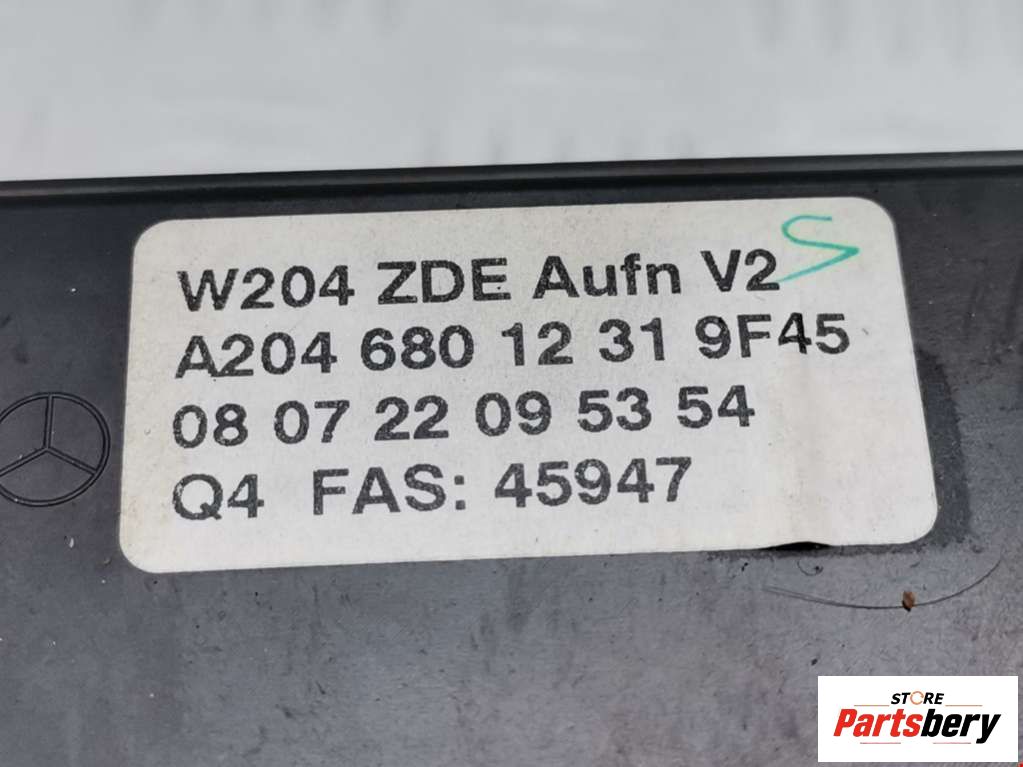 W204 ZDE Aufn V2
A204 680 12 31 9F45
08 07 22 09 53 54
Q4 FAS: 45947
STORE
Partsbery